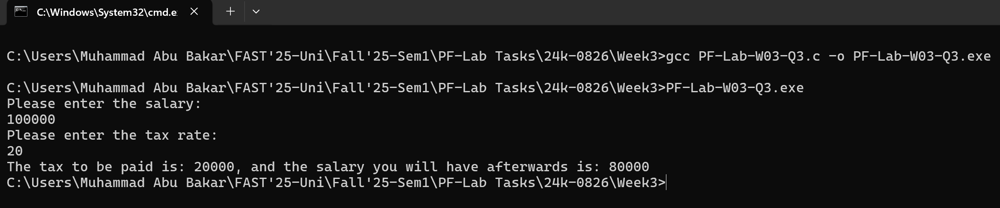 C:\Windows\System32\cmd.e
C:\Users\Muhammad Abu Bakar\FAST'25-Uni\Fall'25-Sem1\PF-Lab Tasks\24k-0826\Week3>gcc PF-Lab-W03-Q3.c -o PF-Lab-W03-Q3.exe
C:\Users\Muhammad Abu Bakar\FAST'25-Uni\Fall'25-Sem1\PF-Lab Tasks\24k-0826\Week3>PF-Lab-W03-Q3.exe
Please enter the salary:
100000
Please enter the tax rate:
20
The tax to be paid is: 20000, and the salary you will have afterwards is: 80000
C:\Users\Muhammad Abu Bakar\FAST'25-Uni\Fall'25-Sem1\PF-Lab Tasks\24k-0826\Week3>